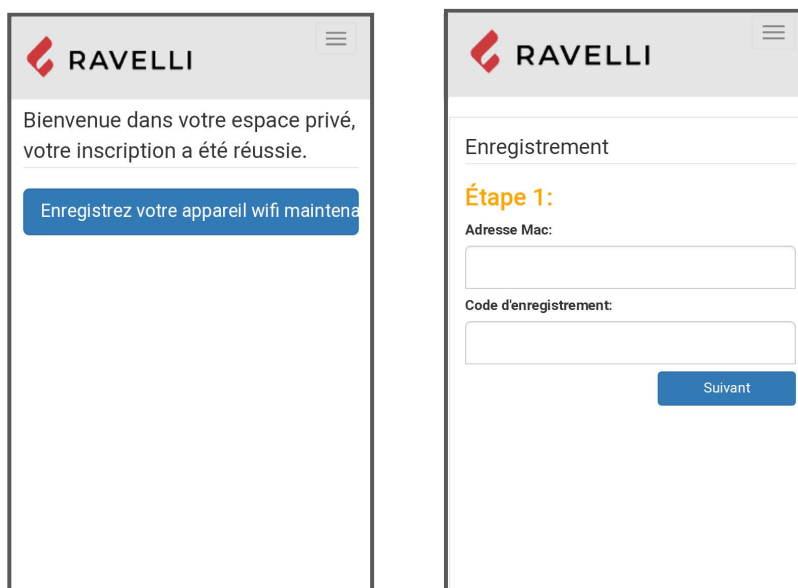 RAVELLI
Bienvenue dans votre espace privé,
votre inscription a été réussie.
Enregistrez votre appareil wifi maintena
RAVELLI
Enregistrement
Étape 1:
Adresse Mac:
Code d'enregistrement:
Suivant